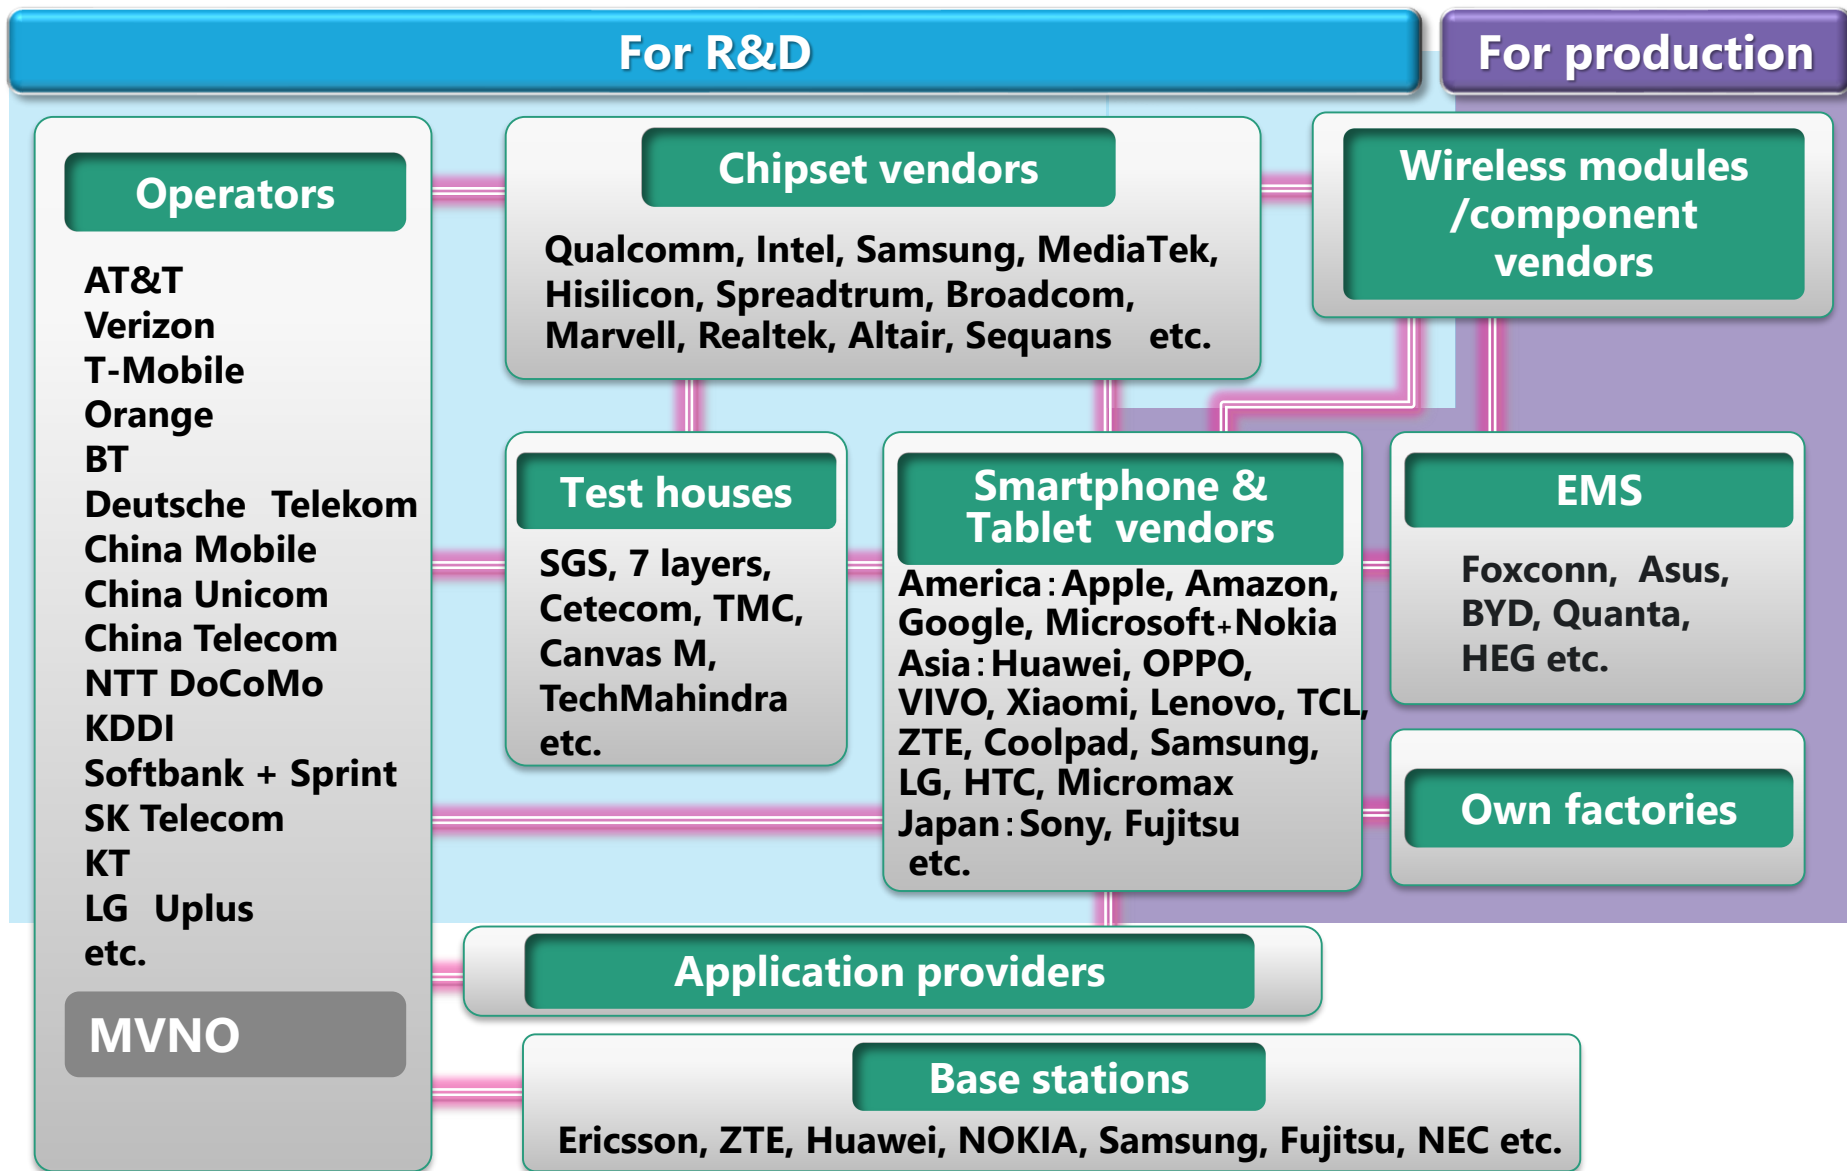 For R&D
For production
Operators
AT&T
Verizon
T-Mobile
Orange
BT
Deutsche Telekom
China Mobile
China Unicom
China Telecom
NTT DoCoMo
KDDI
Softbank + Sprint
SK Telecom
KT
LG Uplus
etc.
MVNO
Chipset vendors
Qualcomm, Intel, Samsung, MediaTek,
Hisilicon, Spreadtrum, Broadcom,
Marvell, Realtek, Altair, Sequans etc.
Wireless modules
/component
vendors
Test houses
SGS, 7 layers,
Cetecom, TMC,
Canvas M,
TechMahindra
etc.
Smartphone &
Tablet vendors
America：Apple, Amazon,
Google, Microsoft+Nokia
Asia：Huawei, OPPO,
VIVO, Xiaomi, Lenovo, TCL,
ZTE, Coolpad, Samsung,
LG, HTC, Micromax
Japan：Sony, Fujitsu
etc.
EMS
Foxconn, Asus,
BYD, Quanta,
HEG etc.
Own factories
Application providers
Base stations
Ericsson, ZTE, Huawei, NOKIA, Samsung, Fujitsu, NEC etc.